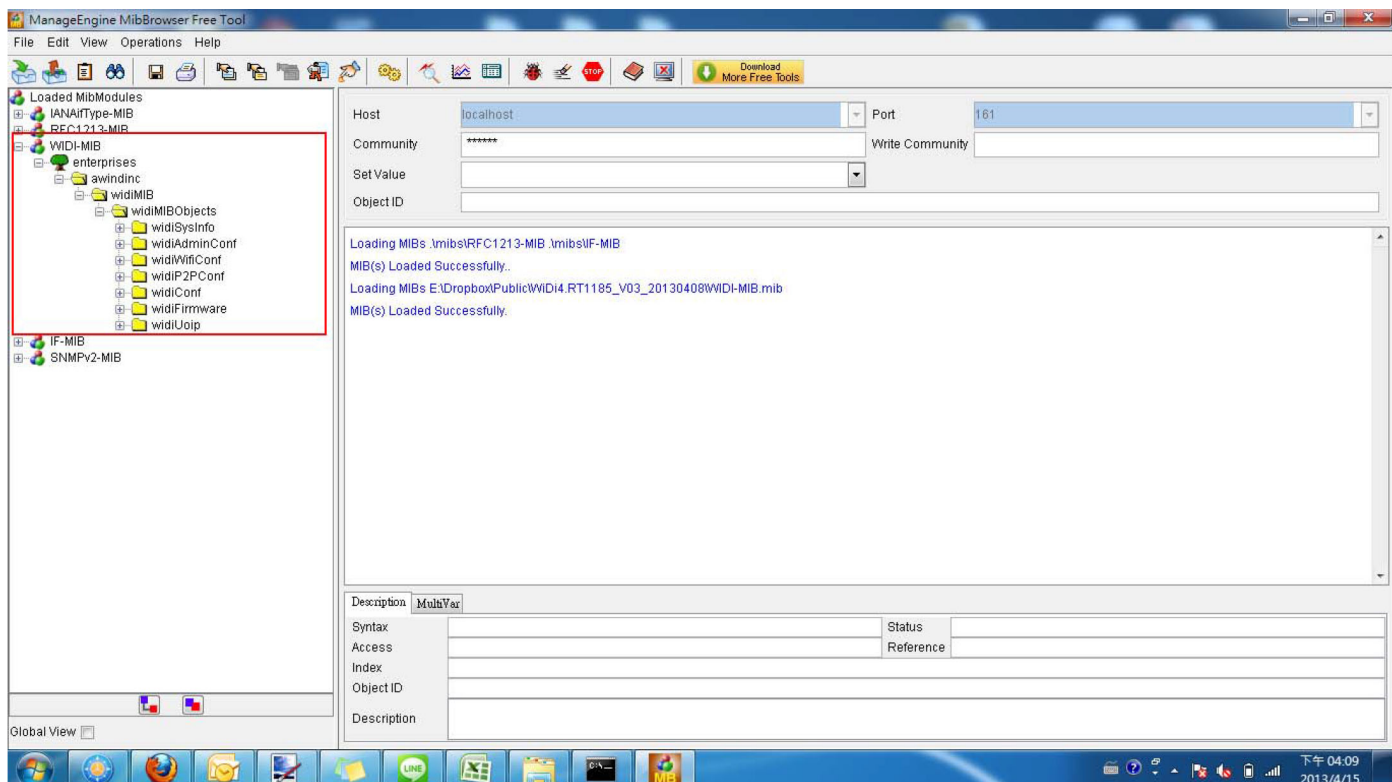 ManageEngine MibBrowser Free Tool
File Edit View Operations Help
STOP
Download
More Free Tools
Loaded MibModules
IANAifType-MIB
RFC1213-MIB
WIDI-MIB
enterprises
awindinc
widiMIB
widiMIBObjects
widiSysInfo
widiAdminConf
widiWifiConf
widiP2PConf
widiConf
widiFirmware
widiUoip
IF-MIB
SNMPv2-MIB
Global View
Host localhost Port 161
Community ****** Write Community
Set Value
Object ID
Loading MIBs .\mibs\RFC1213-MIB .\mibs\IF-MIB
MIB(s) Loaded Successfully..
Loading MIBs E:\Dropbox\Public\WiDi4.RT1185_V03_20130408\WIDI-MIB.mib
MIB(s) Loaded Successfully.
Description MultiVar
Syntax Status
Access Reference
Index
Object ID
Description
LINE
C:\_
MB
下午 04:09
2013/4/15